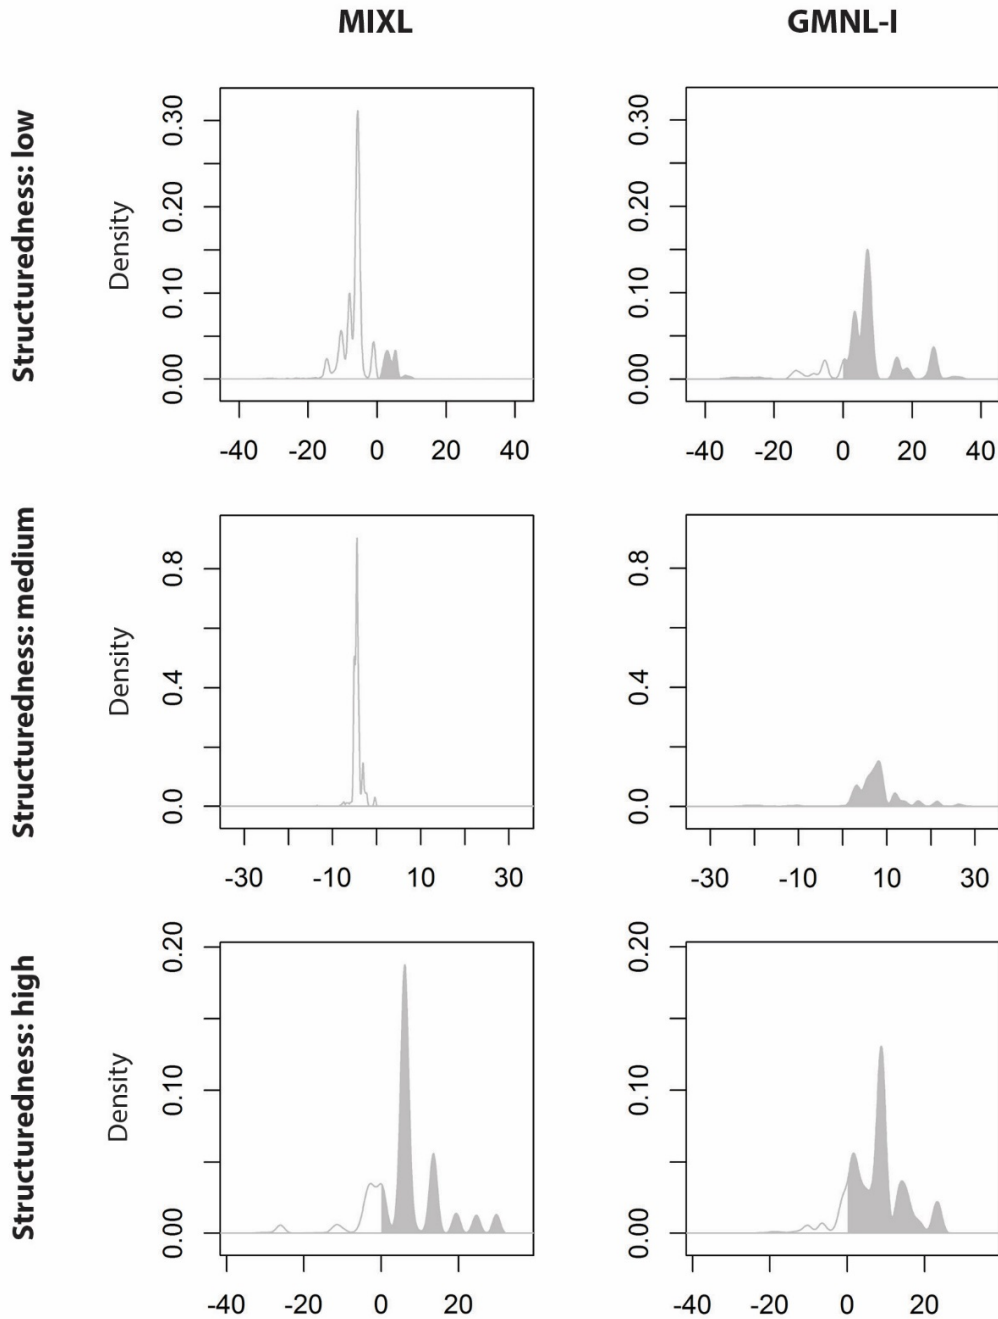 MIXL GMNL-I
Structuredness: low
Density
0.00 0.10 0.20 0.30
-40 -20 0 20 40
0.00 0.10 0.20 0.30
-40 -20 0 20 40
Structuredness: medium
Density
0.0 0.4 0.8
-30 -10 10 30
0.0 0.4 0.8
-30 -10 10 30
Structuredness: high
Density
0.00 0.10 0.20
-40 -20 0 20
0.00 0.10 0.20
-40 -20 0 20